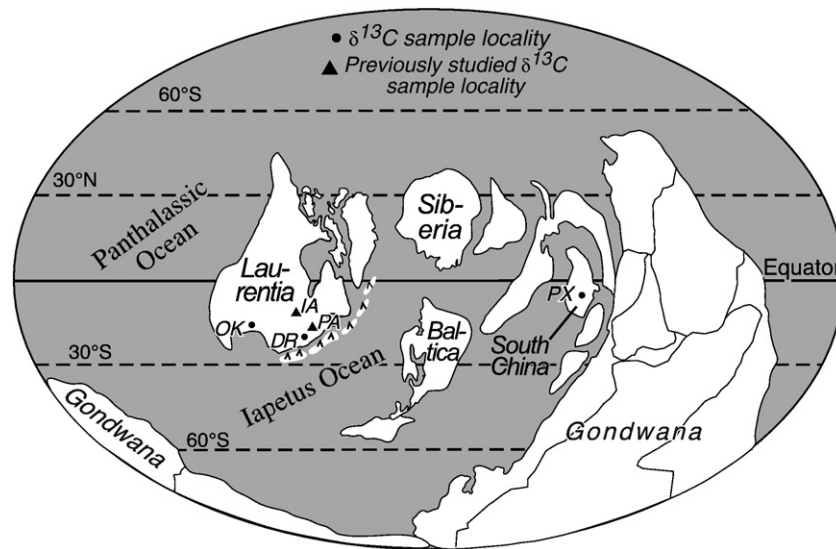 • δ13C sample locality
▲ Previously studied δ13C
sample locality
60°S
30°N
Panthalassic
Ocean
Sib-
eria
Lau-
rentia
Equator
IA
PX
OK
PA
DR
Bal-
tica
South
China
30°S
Iapetus Ocean
Gondwana
Gondwana
60°S